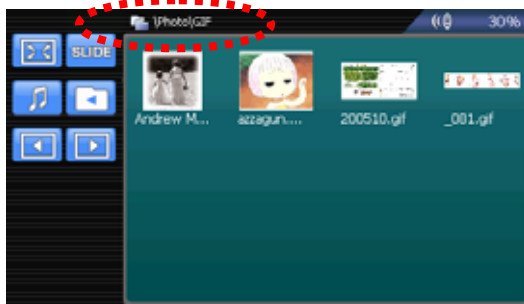 \Photo\GIF
30%
SLIDE
Andrew M...
azzagun....
200510.gif
_001.gif